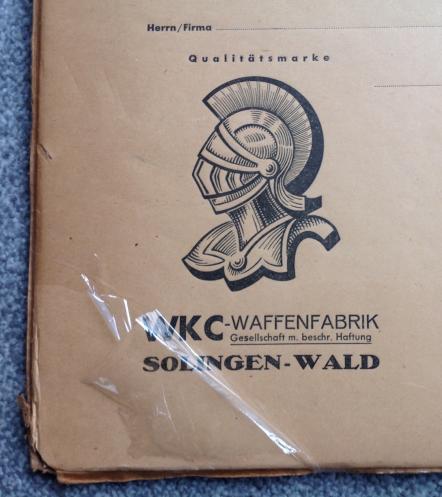 Herrn/Firma
Qualitätsmarke
WKC-WAFFENFABRIK
Gesellschaft m. beschr. Haftung
SOLINGEN-WALD